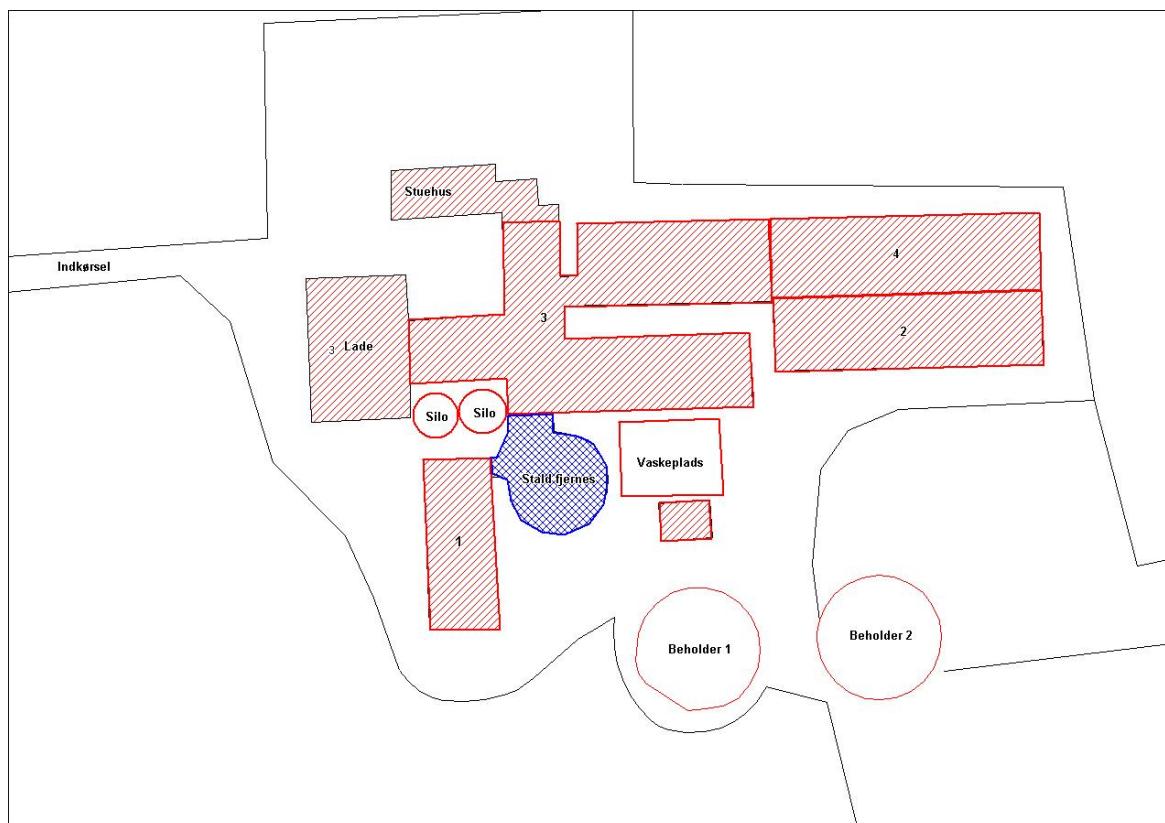 Stuehus
4
Indkørsel
3
2
3 Lade
Silo
Silo
Vaskeplads
Stald fjernes
1
Beholder 1
Beholder 2